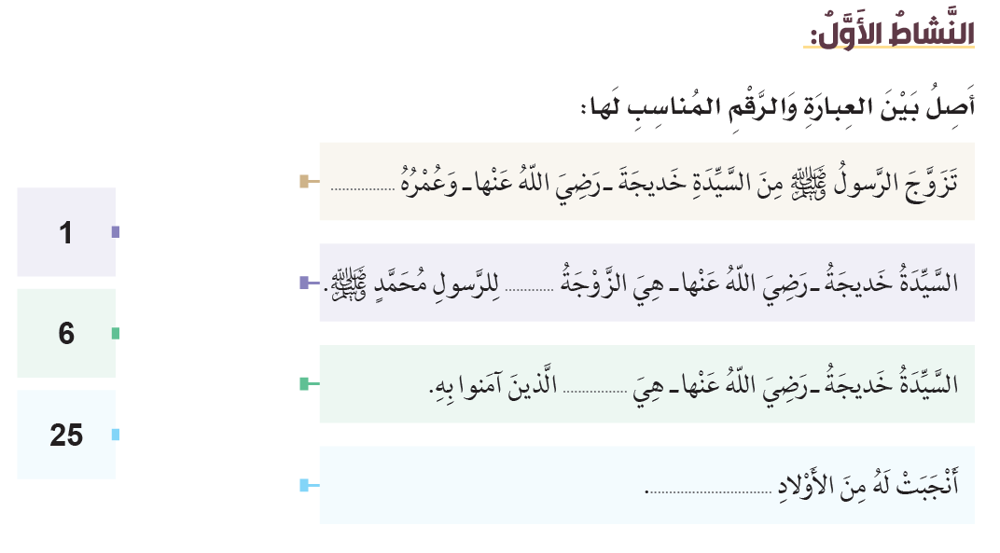 النَّشاطُ الأَوَّلُ:
أَصِلُ بَيْنَ العِبارَةِ وَالرَّقْمِ المُناسِبِ لَها:
تَزَوَّجَ الرَّسولُ ﷺ مِنَ السَّيِّدَةِ خَديجَةَ ـ رَضِيَ اللّهُ عَنْها ـ وَعُمْرُهُ .................
السَّيِّدَةُ خَديجَةُ ـ رَضِيَ اللّهُ عَنْها ـ هِيَ الزَّوْجَةُ ............. لِلرَّسولِ مُحَمَّدٍ ﷺ.
السَّيِّدَةُ خَديجَةُ ـ رَضِيَ اللّهُ عَنْها ـ هِيَ ................. الَّذينَ آمَنوا بِهِ.
أَنْجَبَتْ لَهُ مِنَ الأَوْلادِ .................................
1
6
25